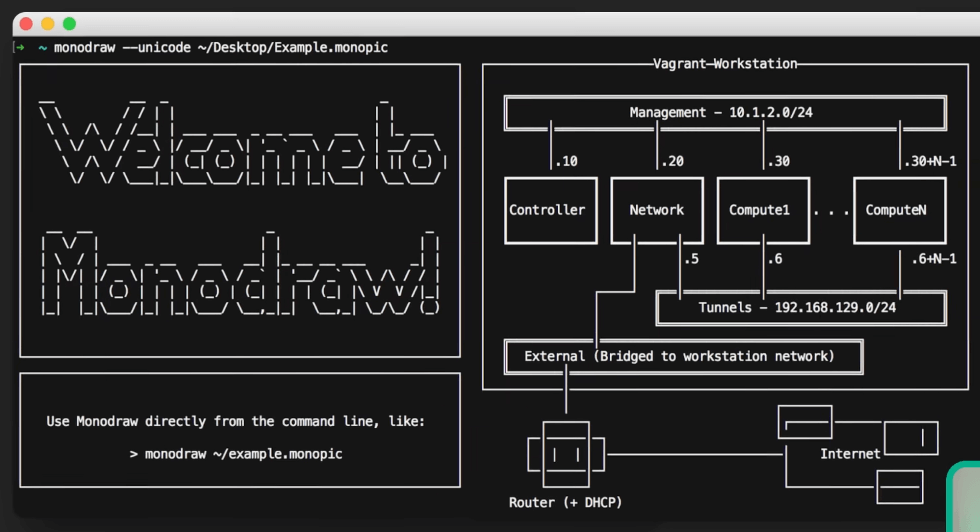 ➜ ~ monodraw --unicode ~/Desktop/Example.monopic
Welcome to
Monodraw!
Use Monodraw directly from the command line, like:
> monodraw ~/example.monopic
Vagrant Workstation
Management - 10.1.2.0/24
.10 .20 .30 .30+N-1
Controller Network Compute1 ... ComputeN
.5 .6 .6+N-1
Tunnels - 192.168.129.0/24
External (Bridged to workstation network)
Internet
Router (+ DHCP)